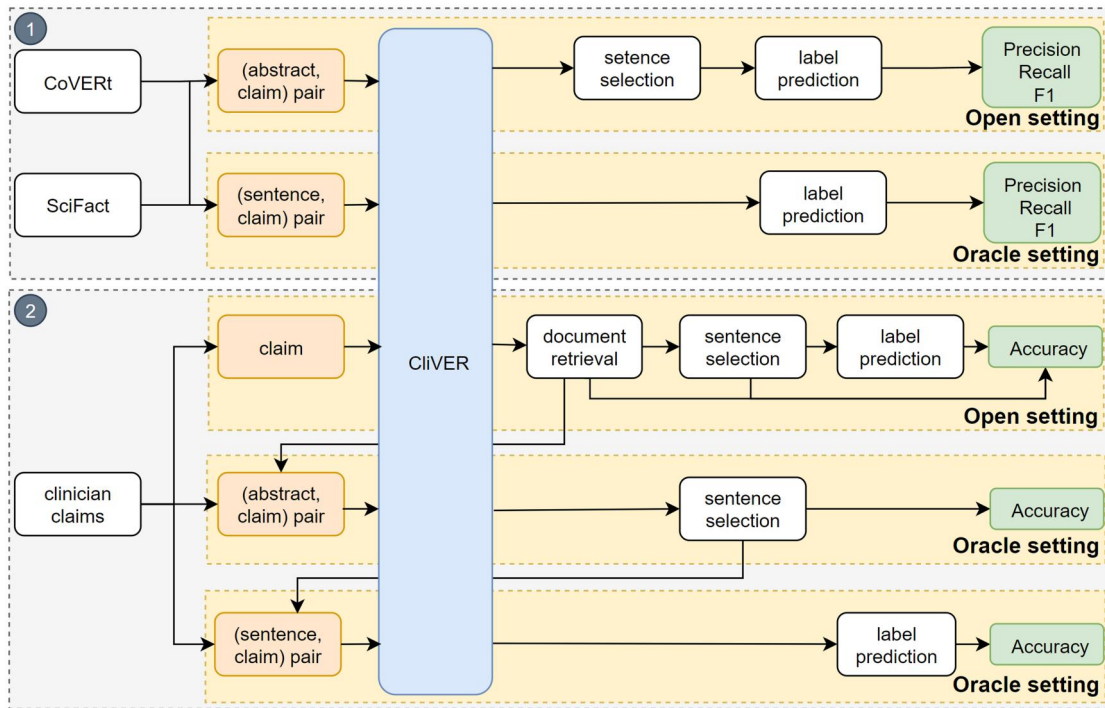 1
CoVERt
(abstract,
claim) pair
setence
selection
label
prediction
Precision
Recall
F1
Open setting
SciFact
(sentence,
claim) pair
label
prediction
Precision
Recall
F1
Oracle setting
2
claim
CliVER
document
retrieval
sentence
selection
label
prediction
Accuracy
Open setting
clinician
claims
(abstract,
claim) pair
sentence
selection
Accuracy
Oracle setting
(sentence,
claim) pair
label
prediction
Accuracy
Oracle setting